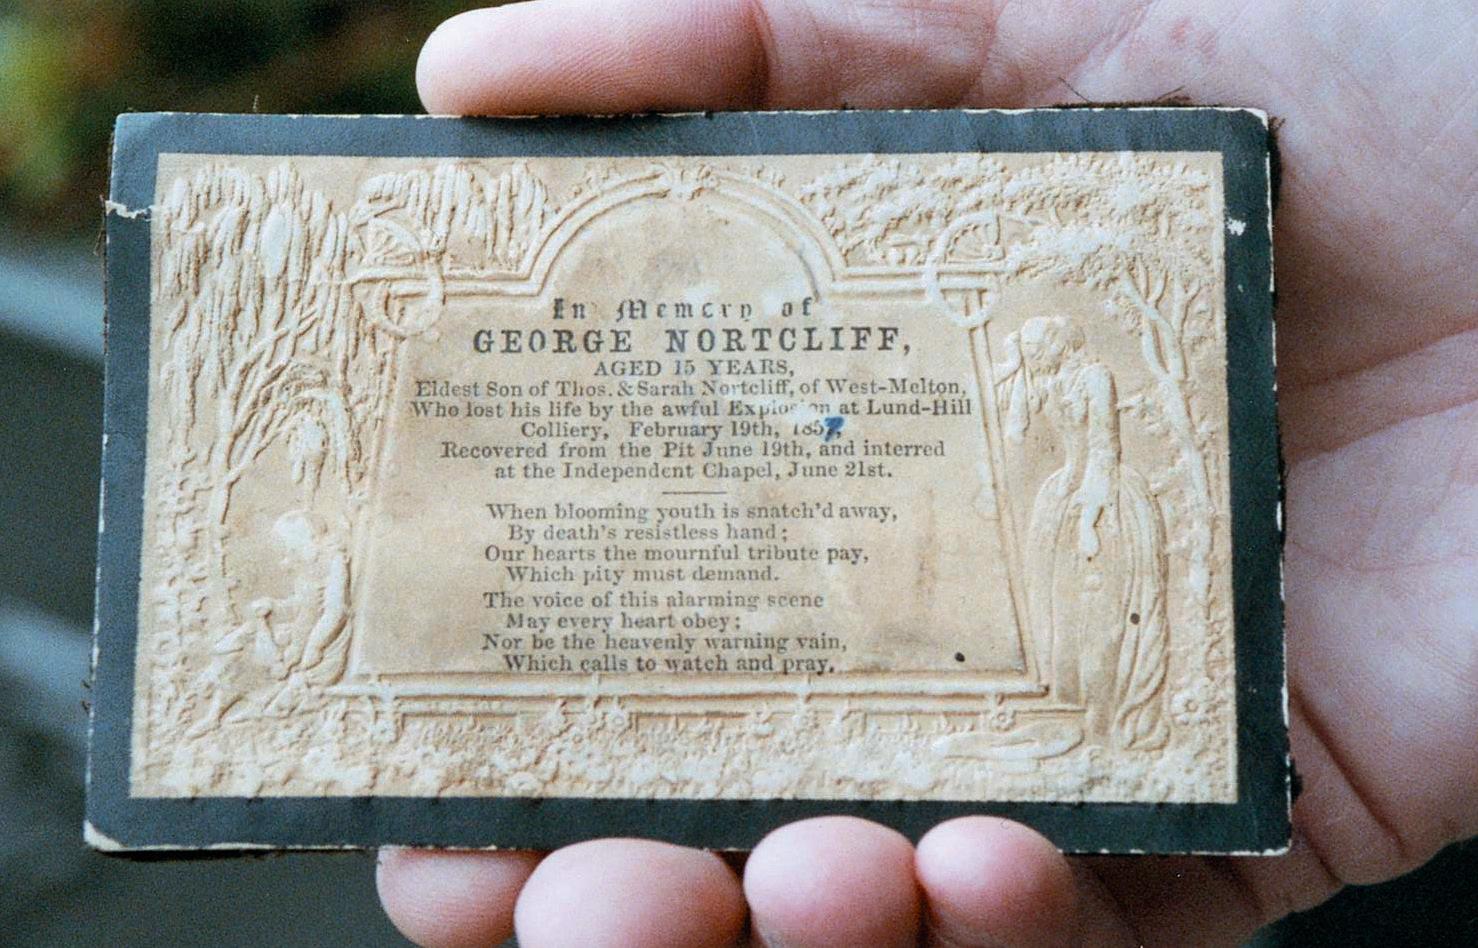 In Memory of
GEORGE NORTCLIFF,
AGED 15 YEARS,
Eldest Son of Thos. & Sarah Nortcliff, of West-Melton,
Who lost his life by the awful Explosion at Lund-Hill
Colliery, February 19th, 1857,
Recovered from the Pit June 19th, and interred
at the Independent Chapel, June 21st.
When blooming youth is snatch'd away,
By death's resistless hand;
Our hearts the mournful tribute pay,
Which pity must demand.
The voice of this alarming scene
May every heart obey;
Nor be the heavenly warning vain,
Which calls to watch and pray.